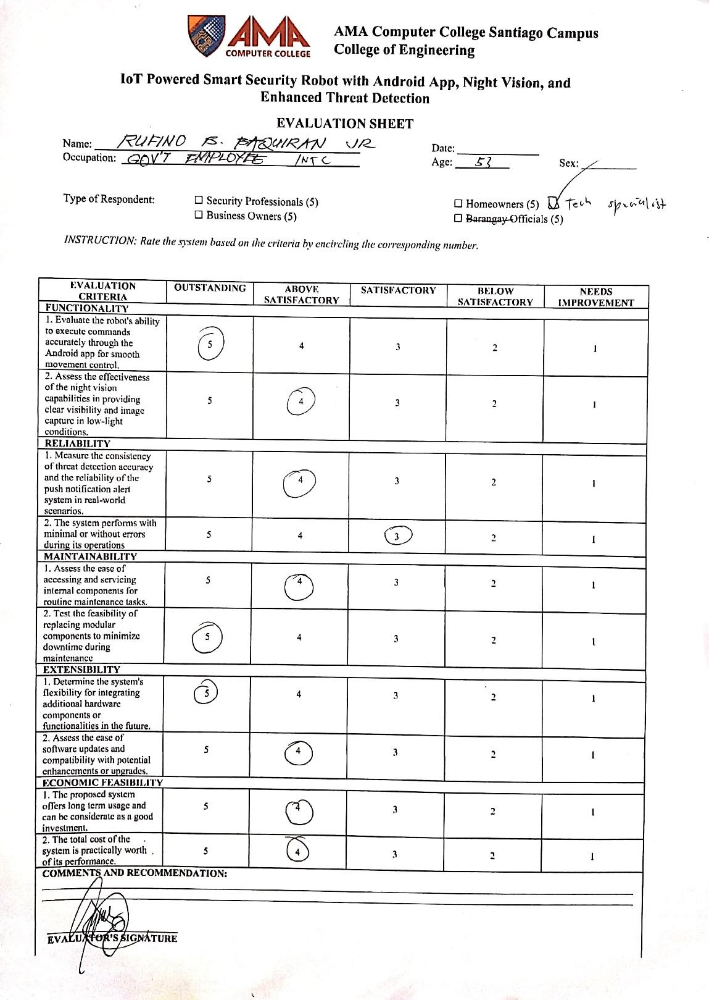 AMA
COMPUTER COLLEGE
AMA Computer College Santiago Campus
College of Engineering
IoT Powered Smart Security Robot with Android App, Night Vision, and
Enhanced Threat Detection
EVALUATION SHEET
Name: RUFINO B. BAQUIRAN JR
Date:
Occupation: GOV'T EMPLOYEE / NTC
Age: 53 Sex:
Type of Respondent:
☐ Security Professionals (5)
☐ Homeowners (5) ☑ Tech specialist
☐ Business Owners (5)
☐ Barangay Officials (5)
INSTRUCTION: Rate the system based on the criteria by encircling the corresponding number.
EVALUATION
CRITERIA
OUTSTANDING
ABOVE
SATISFACTORY
SATISFACTORY
BELOW
SATISFACTORY
NEEDS
IMPROVEMENT
FUNCTIONALITY
1. Evaluate the robot's ability
to execute commands
accurately through the
Android app for smooth
movement control.
5 4 3 2 1
2. Assess the effectiveness
of the night vision
capabilities in providing
clear visibility and image
capture in low-light
conditions.
5 4 3 2 1
RELIABILITY
1. Measure the consistency
of threat detection accuracy
and the reliability of the
push notification alert
system in real-world
scenarios.
5 4 3 2 1
2. The system performs with
minimal or without errors
during its operations
5 4 3 2 1
MAINTAINABILITY
1. Assess the ease of
accessing and servicing
internal components for
routine maintenance tasks.
5 4 3 2 1
2. Test the feasibility of
replacing modular
components to minimize
downtime during
maintenance
5 4 3 2 1
EXTENSIBILITY
1. Determine the system's
flexibility for integrating
additional hardware
components or
functionalities in the future.
5 4 3 2 1
2. Assess the ease of
software updates and
compatibility with potential
enhancements or upgrades.
5 4 3 2 1
ECONOMIC FEASIBILITY
1. The proposed system
offers long term usage and
can be considerate as a good
investment.
5 4 3 2 1
2. The total cost of the
system is practically worth
of its performance.
5 4 3 2 1
COMMENTS AND RECOMMENDATION:
EVALUATOR'S SIGNATURE